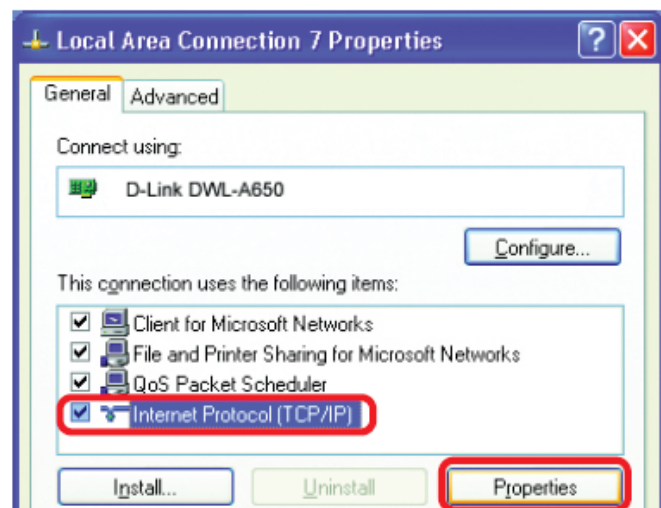 Local Area Connection 7 Properties
General Advanced
Connect using:
D-Link DWL-A650
Configure...
This connection uses the following items:
Client for Microsoft Networks
File and Printer Sharing for Microsoft Networks
QoS Packet Scheduler
Internet Protocol (TCP/IP)
Install... Uninstall Properties